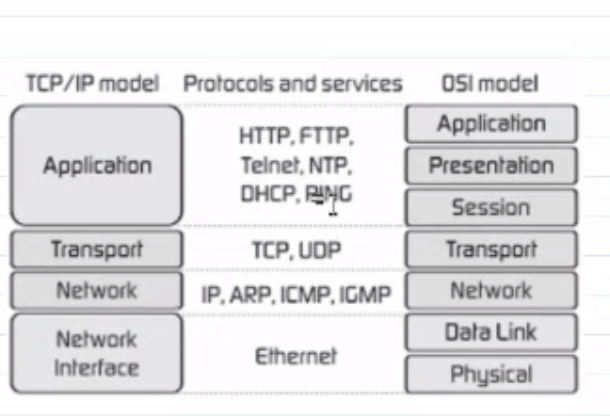 TCP/IP model Protocols and services OSI model
Application
HTTP, FTTP,
Telnet, NTP,
DHCP, PING
Application
Presentation
Session
Transport TCP, UDP Transport
Network IP, ARP, ICMP, IGMP Network
Network
Interface
Ethernet
Data Link
Physical